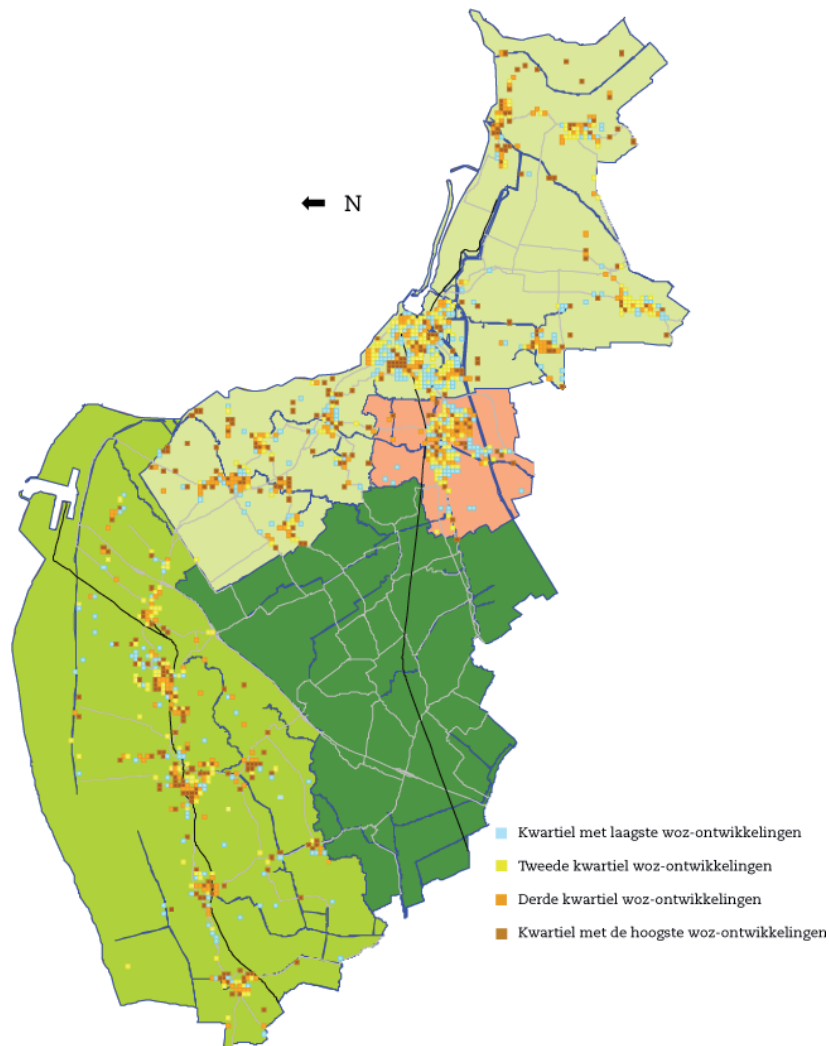 N
Kwartiel met laagste woz-ontwikkelingen
Tweede kwartiel woz-ontwikkelingen
Derde kwartiel woz-ontwikkelingen
Kwartiel met de hoogste woz-ontwikkelingen